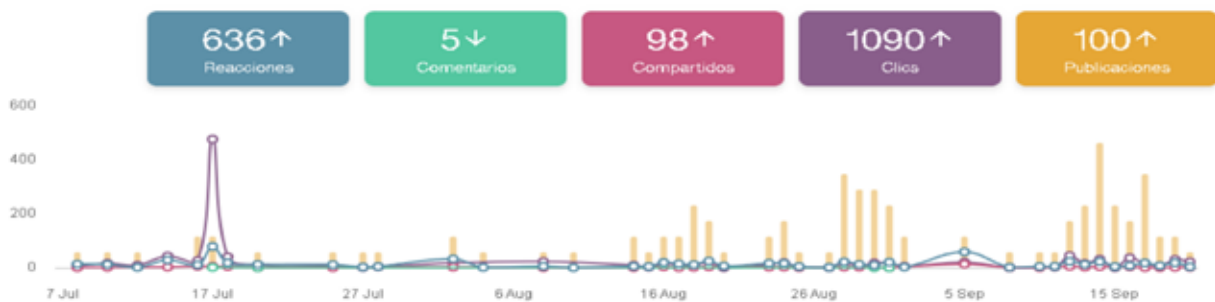 636↑ 5↓ 98↑ 1090↑ 100↑
Reacciones Comentarios Compartidos Clics Publicaciones
600
400
200
0
7 Jul 17 Jul 27 Jul 6 Aug 16 Aug 26 Aug 5 Sep 15 Sep